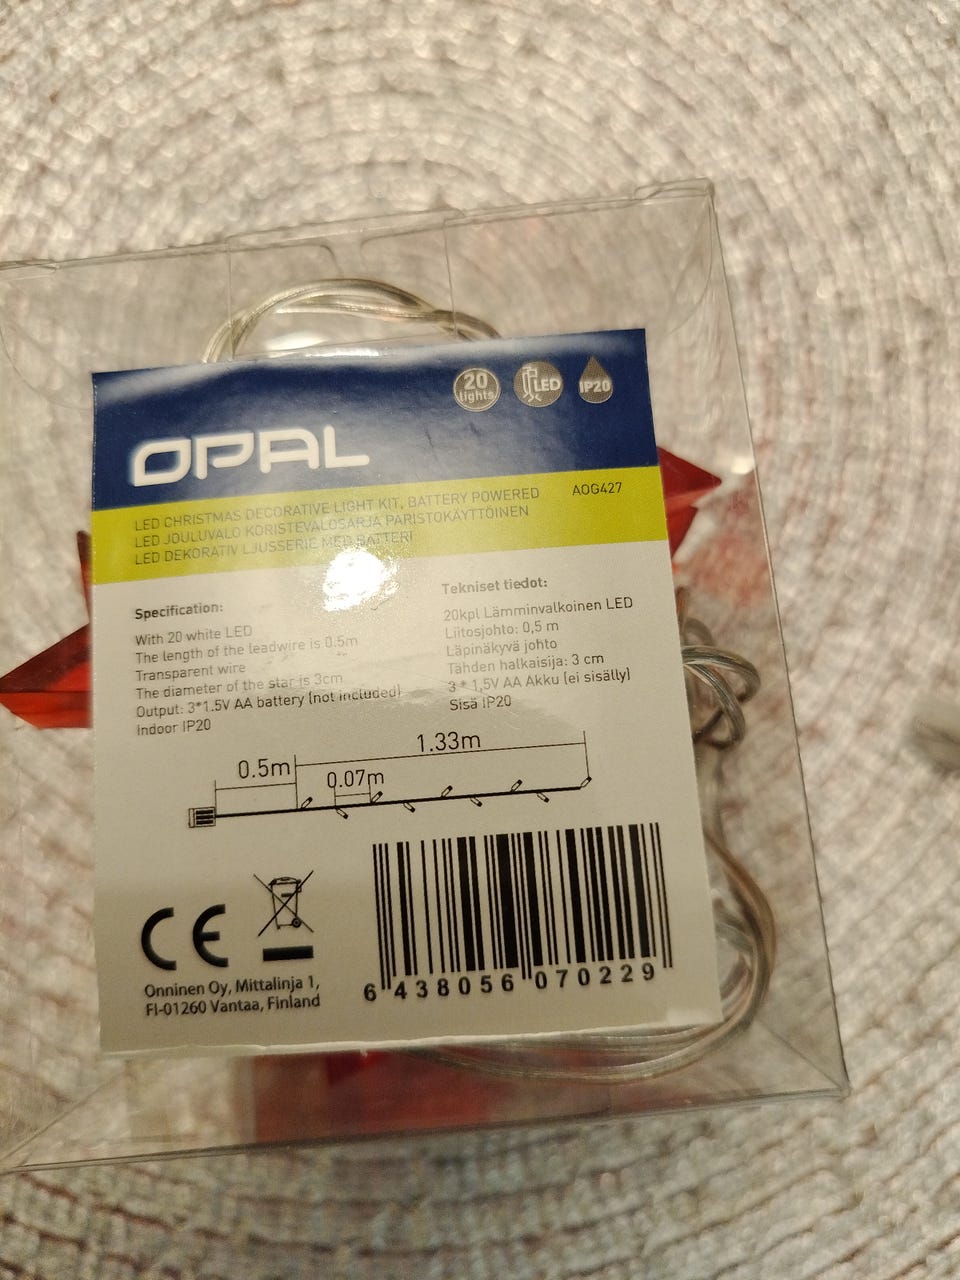 20
lights
LED
IP20
OPAL
LED CHRISTMAS DECORATIVE LIGHT KIT, BATTERY POWERED
AOG427
LED JOULUVALO KORISTEVALOSARJA PARISTOKÄYTTÖINEN
LED DEKORATIV LJUSSERIE MED BATTERI
Specification:
With 20 white LED
The length of the leadwire is 0.5m
Transparent wire
The diameter of the star is 3cm
Output: 3*1.5V AA battery (not included)
Indoor IP20
Tekniset tiedot:
20kpl Lämminvalkoinen LED
Liitosjohto: 0,5 m
Läpinäkyvä johto
Tähden halkaisija: 3 cm
3 * 1,5V AA Akku (ei sisälly)
Sisä IP20
1.33m
0.5m
0.07m
CE
Onninen Oy, Mittalinja 1,
FI-01260 Vantaa, Finland
6 438056 070229